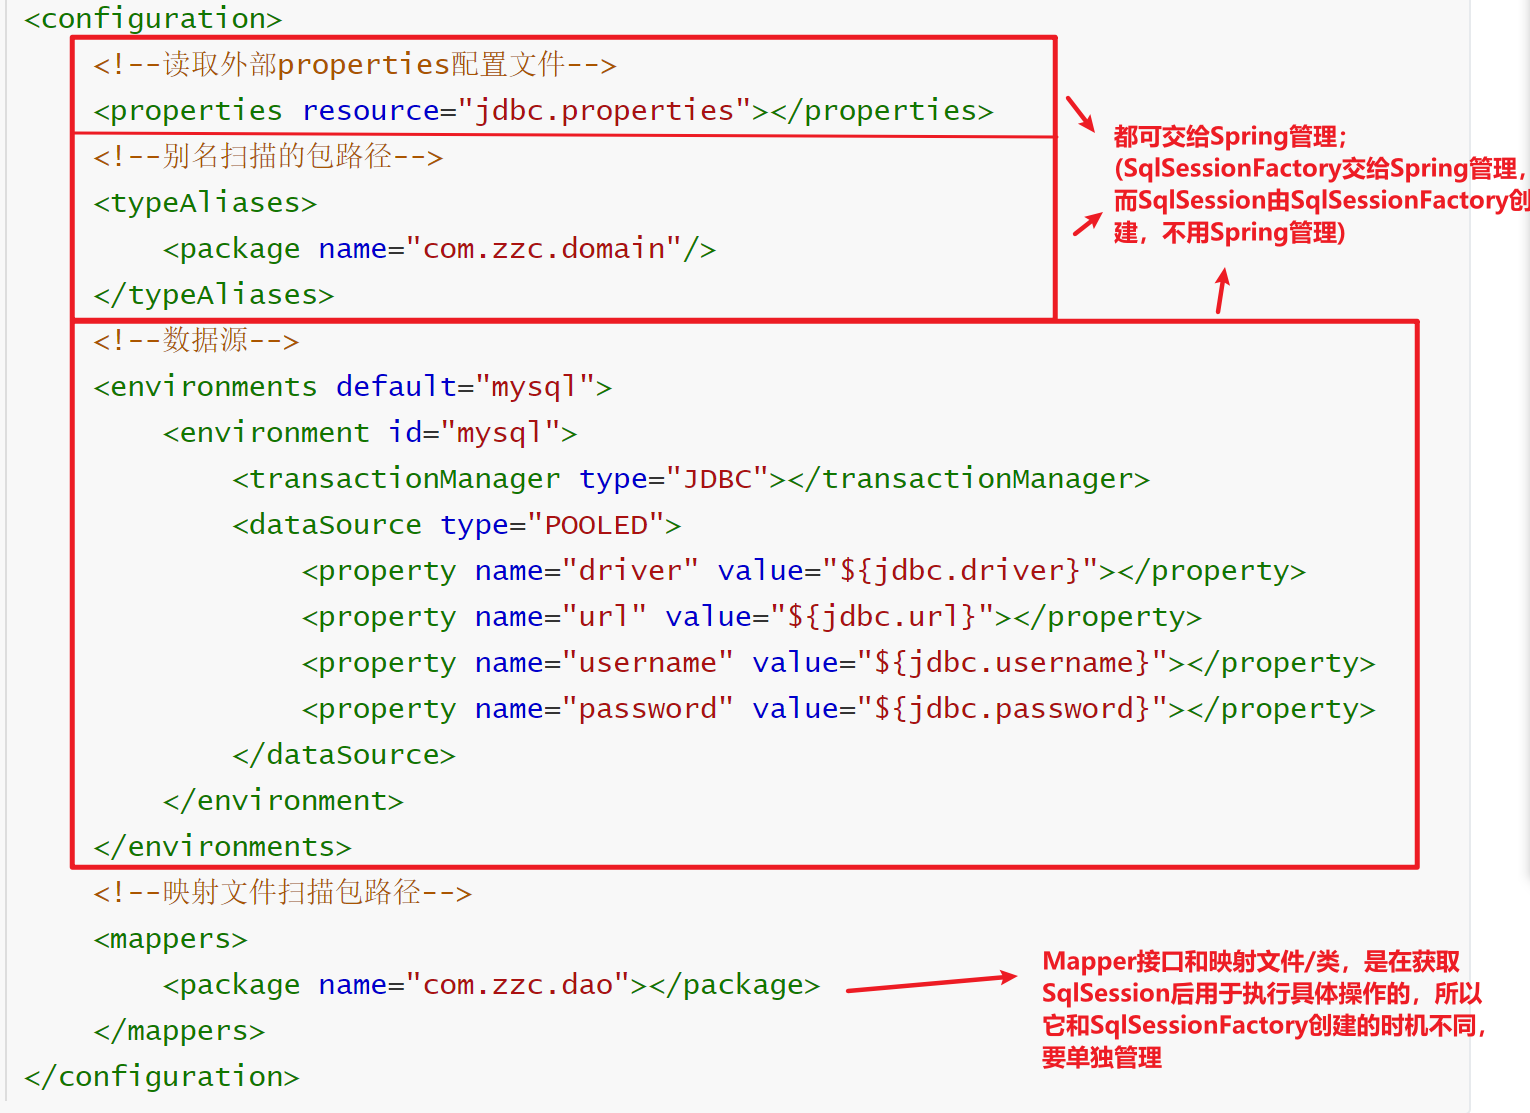 <configuration>
<!--读取外部properties配置文件-->
<properties resource="jdbc.properties"></properties>
<!--别名扫描的包路径-->
<typeAliases>
<package name="com.zzc.domain"/>
</typeAliases>
都可交给Spring管理；
(SqlSessionFactory交给Spring管理，
而SqlSession由SqlSessionFactory创
建，不用Spring管理)
<!--数据源-->
<environments default="mysql">
<environment id="mysql">
<transactionManager type="JDBC"></transactionManager>
<dataSource type="POOLED">
<property name="driver" value="${jdbc.driver}"></property>
<property name="url" value="${jdbc.url}"></property>
<property name="username" value="${jdbc.username}"></property>
<property name="password" value="${jdbc.password}"></property>
</dataSource>
</environment>
</environments>
<!--映射文件扫描包路径-->
<mappers>
<package name="com.zzc.dao"></package>
</mappers>
</configuration>
Mapper接口和映射文件/类，是在获取
SqlSession后用于执行具体操作的，所以
它和SqlSessionFactory创建的时机不同，
要单独管理